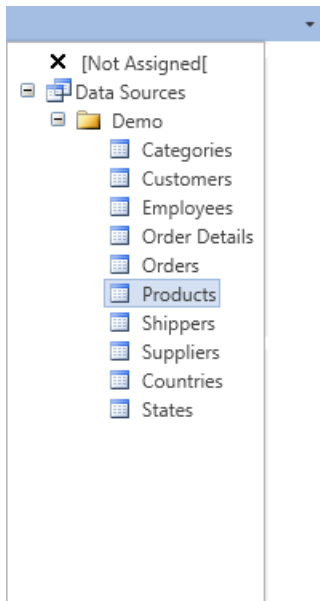 [Not Assigned[
Data Sources
Demo
Categories
Customers
Employees
Order Details
Orders
Products
Shippers
Suppliers
Countries
States